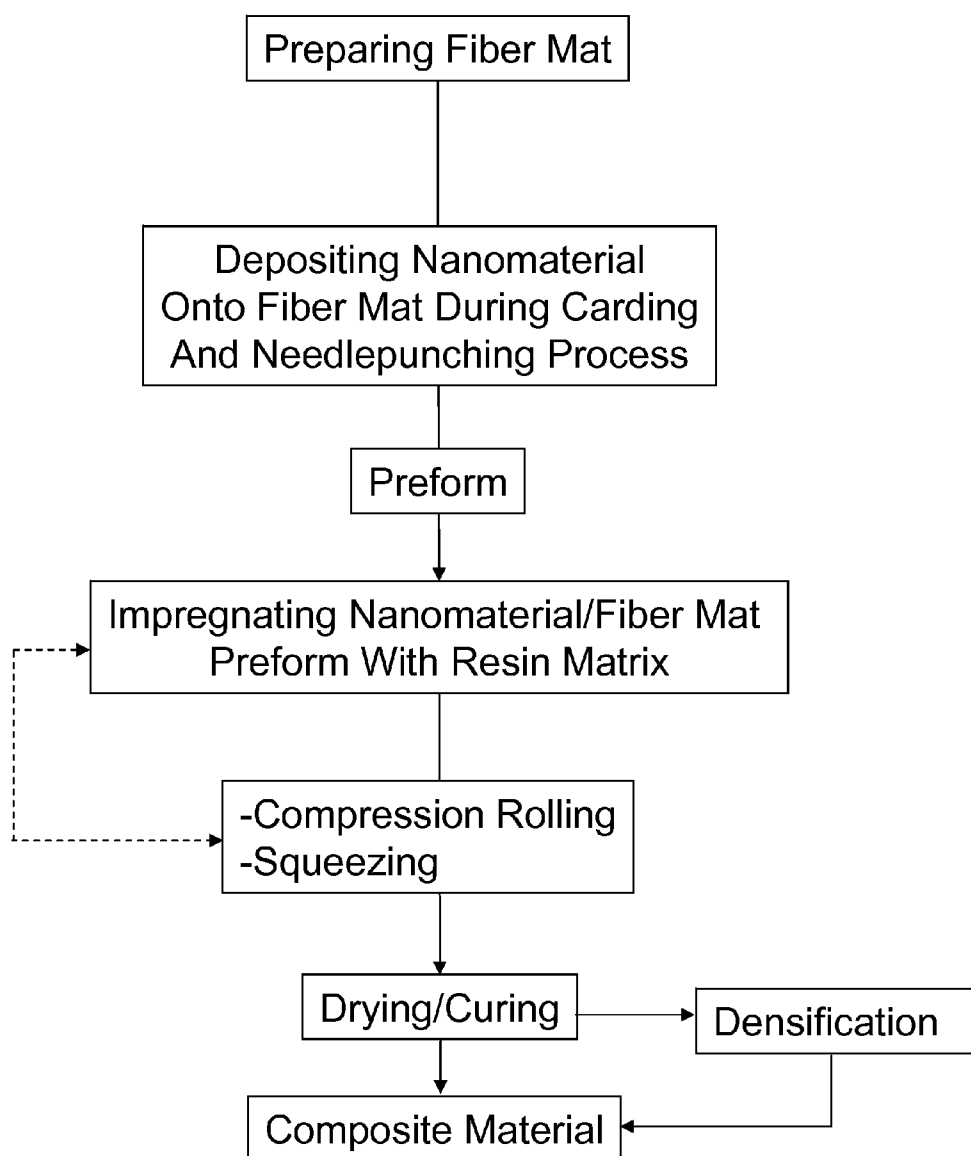 Preparing Fiber Mat
Depositing Nanomaterial
Onto Fiber Mat During Carding
And Needlepunching Process
Preform
Impregnating Nanomaterial/Fiber Mat
Preform With Resin Matrix
-Compression Rolling
-Squeezing
Drying/Curing
Densification
Composite Material